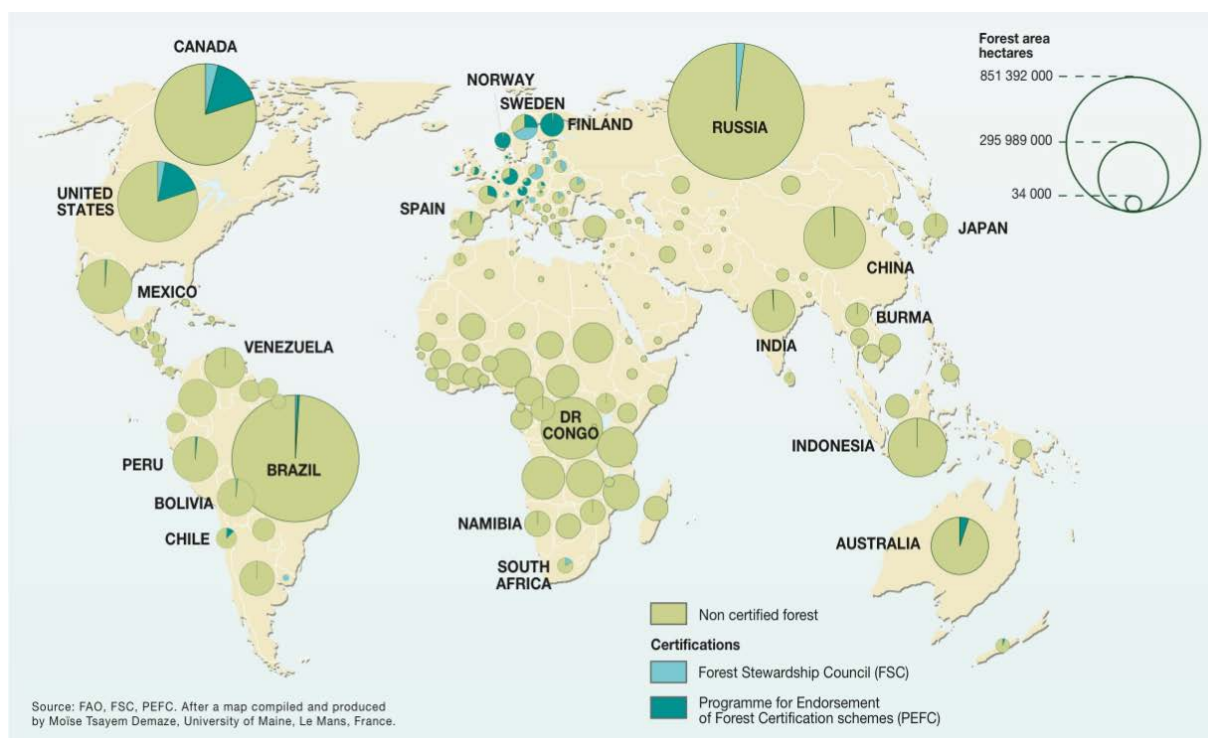 CANADA
NORWAY
SWEDEN
FINLAND
RUSSIA
Forest area
hectares
851 392 000
295 989 000
34 000
UNITED
STATES
SPAIN
JAPAN
CHINA
MEXICO
BURMA
INDIA
VENEZUELA
DR
CONGO
INDONESIA
PERU
BRAZIL
BOLIVIA
NAMIBIA
CHILE
AUSTRALIA
SOUTH
AFRICA
Non certified forest
Certifications
Forest Stewardship Council (FSC)
Programme for Endorsement
of Forest Certification schemes (PEFC)
Source: FAO, FSC, PEFC. After a map compiled and produced
by Moïse Tsayem Demaze, University of Maine, Le Mans, France.